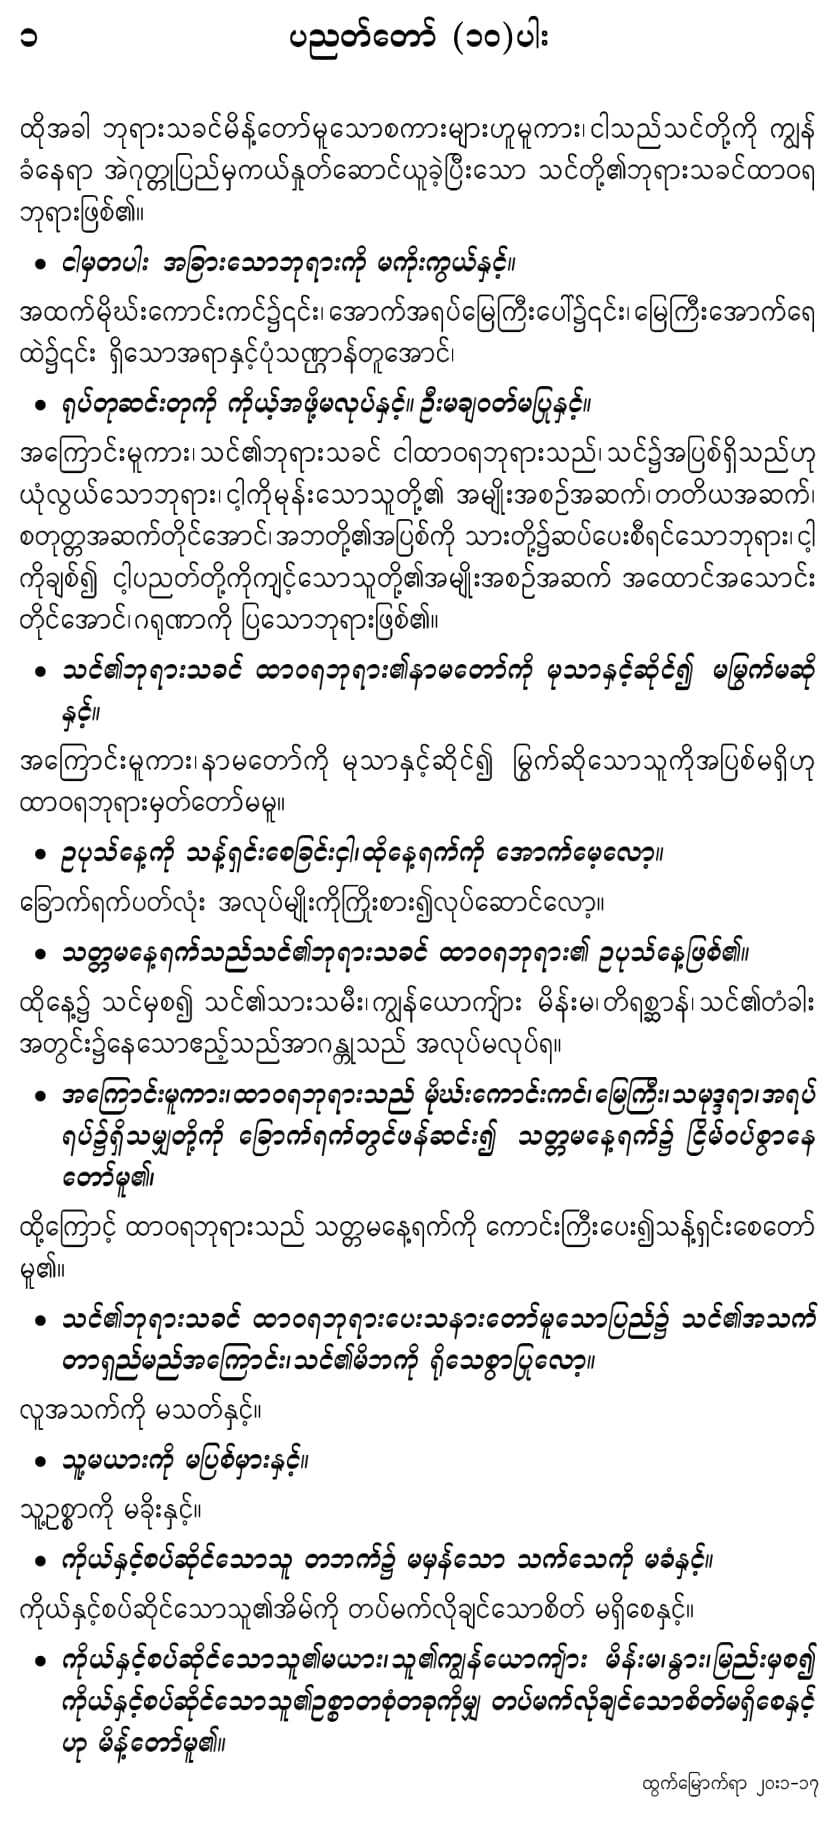 ၁ ပညတ်တော် (၁၀)ပါး
ထိုအခါ ဘုရားသခင်မိန့်တော်မူသောစကားများဟူမူကား၊ ငါသည်သင်တို့ကို ကျွန်
ခံနေရာ အဲဂုတ္တုပြည်မှကယ်နှုတ်ဆောင်ယူခဲ့ပြီးသော သင်တို့၏ဘုရားသခင်ထာဝရ
ဘုရားဖြစ်၏။
• ငါမှတပါး အခြားသောဘုရားကို မကိုးကွယ်နှင့်။
အထက်မိုဃ်းကောင်းကင်၌၎င်း၊ အောက်အရပ်မြေကြီးပေါ်၌၎င်း၊ မြေကြီးအောက်ရေ
ထဲ၌၎င်း ရှိသောအရာနှင့်ပုံသဏ္ဌာန်တူအောင်၊
• ရုပ်တုဆင်းတုကို ကိုယ့်အဖို့မလုပ်နှင့်။ ဦးမချဝတ်မပြုနှင့်။
အကြောင်းမူကား၊ သင်၏ဘုရားသခင် ငါထာဝရဘုရားသည်၊ သင်၌အပြစ်ရှိသည်ဟု
ယုံလွယ်သောဘုရား၊ ငါ့ကိုမုန်းသောသူတို့၏ အမျိုးအစဉ်အဆက်၊ တတိယအဆက်၊
စတုတ္တအဆက်တိုင်အောင်၊ အဘတို့၏အပြစ်ကို သားတို့၌ဆပ်ပေးစီရင်သောဘုရား၊ ငါ့
ကိုချစ်၍ ငါ့ပညတ်တို့ကိုကျင့်သောသူတို့၏အမျိုးအစဉ်အဆက် အထောင်အသောင်း
တိုင်အောင်၊ ဂရုဏာကို ပြသောဘုရားဖြစ်၏။
• သင်၏ဘုရားသခင် ထာဝရဘုရား၏နာမတော်ကို မုသာနှင့်ဆိုင်၍ မမြွက်မဆို
နှင့်။
အကြောင်းမူကား၊ နာမတော်ကို မုသာနှင့်ဆိုင်၍ မြွက်ဆိုသောသူကိုအပြစ်မရှိဟု
ထာဝရဘုရားမှတ်တော်မမူ။
• ဥပုသ်နေ့ကို သန့်ရှင်းစေခြင်းငှါ၊ ထိုနေ့ရက်ကို အောက်မေ့လော့။
ခြောက်ရက်ပတ်လုံး အလုပ်မျိုးကိုကြိုးစား၍လုပ်ဆောင်လော့။
• သတ္တမနေ့ရက်သည်သင်၏ဘုရားသခင် ထာဝရဘုရား၏ ဥပုသ်နေ့ဖြစ်၏။
ထိုနေ့၌ သင်မှစ၍ သင်၏သားသမီး၊ ကျွန်ယောကျ်ား မိန်းမ၊ တိရစ္ဆာန်၊ သင်၏တံခါး
အတွင်း၌နေသောဧည့်သည်အာဂန္တုသည် အလုပ်မလုပ်ရ။
• အကြောင်းမူကား၊ ထာဝရဘုရားသည် မိုဃ်းကောင်းကင်၊ မြေကြီး၊ သမုဒ္ဒရာ၊ အရပ်
ရပ်၌ရှိသမျှတို့ကို ခြောက်ရက်တွင်ဖန်ဆင်း၍ သတ္တမနေ့ရက်၌ ငြိမ်ဝပ်စွာနေ
တော်မူ၏၊
ထို့ကြောင့် ထာဝရဘုရားသည် သတ္တမနေ့ရက်ကို ကောင်းကြီးပေး၍သန့်ရှင်းစေတော်
မူ၏။
• သင်၏ဘုရားသခင် ထာဝရဘုရားပေးသနားတော်မူသောပြည်၌ သင်၏အသက်
တာရှည်မည်အကြောင်း၊ သင်၏မိဘကို ရိုသေစွာပြုလော့။
လူအသက်ကို မသတ်နှင့်။
• သူ့မယားကို မပြစ်မှားနှင့်။
သူ့ဥစ္စာကို မခိုးနှင့်။
• ကိုယ်နှင့်စပ်ဆိုင်သောသူ တဘက်၌ မမှန်သော သက်သေကို မခံနှင့်။
ကိုယ်နှင့်စပ်ဆိုင်သောသူ၏အိမ်ကို တပ်မက်လိုချင်သောစိတ် မရှိစေနှင့်။
• ကိုယ်နှင့်စပ်ဆိုင်သောသူ၏မယား၊ သူ၏ကျွန်ယောကျ်ား မိန်းမ၊ နွား၊ မြည်းမှစ၍
ကိုယ်နှင့်စပ်ဆိုင်သောသူ၏ဥစ္စာတစုံတခုကိုမျှ တပ်မက်လိုချင်သောစိတ်မရှိစေနှင့်
ဟု မိန့်တော်မူ၏။
ထွက်မြောက်ရာ ၂၀း၁-၁၇